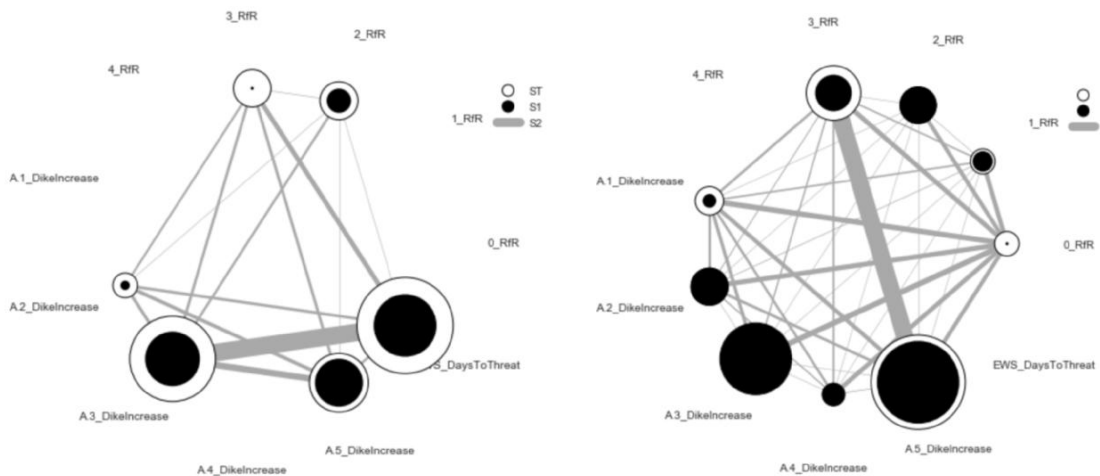 3_RfR
2_RfR
4_RfR
ST
S1
1_RfR
S2
A.1_DikeIncrease
0_RfR
A.2_DikeIncrease
A.3_DikeIncrease
A.4_DikeIncrease
A.5_DikeIncrease
3_RfR
2_RfR
4_RfR
1_RfR
A.1_DikeIncrease
0_RfR
A.2_DikeIncrease
EWS_DaysToThreat
A.3_DikeIncrease
A.4_DikeIncrease
A.5_DikeIncrease